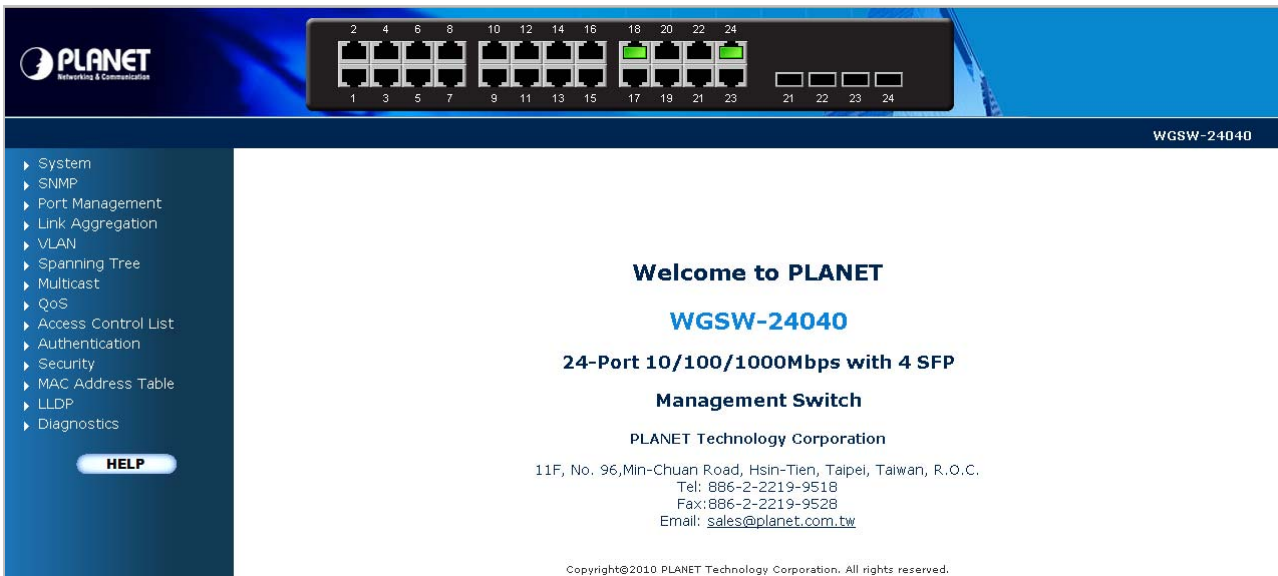 2 4 6 8 10 12 14 16 18 20 22 24
PLANET
Networking & Communication
1 3 5 7 9 11 13 15 17 19 21 23 21 22 23 24
WGSW-24040
System
SNMP
Port Management
Link Aggregation
VLAN
Spanning Tree
Multicast
QoS
Access Control List
Authentication
Security
MAC Address Table
LLDP
Diagnostics
HELP
Welcome to PLANET
WGSW-24040
24-Port 10/100/1000Mbps with 4 SFP
Management Switch
PLANET Technology Corporation
11F, No. 96,Min-Chuan Road, Hsin-Tien, Taipei, Taiwan, R.O.C.
Tel: 886-2-2219-9518
Fax:886-2-2219-9528
Email: sales@planet.com.tw
Copyright©2010 PLANET Technology Corporation. All rights reserved.